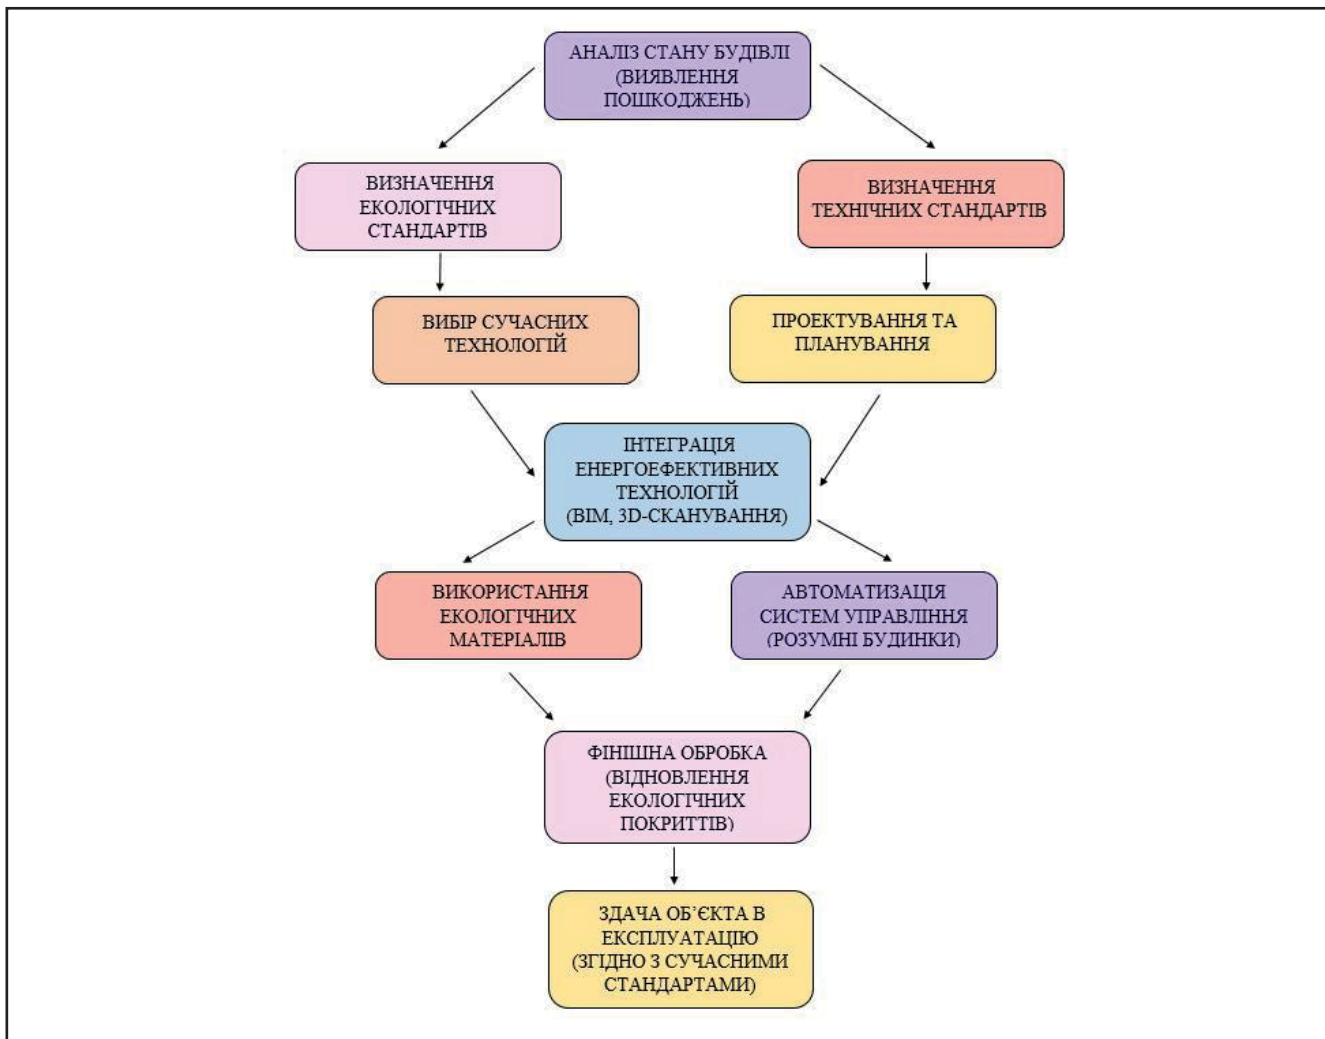 АНАЛІЗ СТАНУ БУДІВЛІ
(ВИЯВЛЕННЯ
ПОШКОДЖЕНЬ)
ВИЗНАЧЕННЯ
ЕКОЛОГІЧНИХ
СТАНДАРТІВ
ВИЗНАЧЕННЯ
ТЕХНІЧНИХ СТАНДАРТІВ
ВИБІР СУЧАСНИХ
ТЕХНОЛОГІЙ
ПРОЕКТУВАННЯ ТА
ПЛАНУВАННЯ
ІНТЕГРАЦІЯ
ЕНЕРГОЕФЕКТИВНИХ
ТЕХНОЛОГІЙ
(BIM, 3D-СКАНУВАННЯ)
ВИКОРИСТАННЯ
ЕКОЛОГІЧНИХ
МАТЕРІАЛІВ
АВТОМАТИЗАЦІЯ
СИСТЕМ УПРАВЛІННЯ
(РОЗУМНІ БУДИНКИ)
ФІНІШНА ОБРОБКА
(ВІДНОВЛЕННЯ
ЕКОЛОГІЧНИХ
ПОКРИТТІВ)
ЗДАЧА ОБ’ЄКТА В
ЕКСПЛУАТАЦІЮ
(ЗГІДНО З СУЧАСНИМИ
СТАНДАРТАМИ)